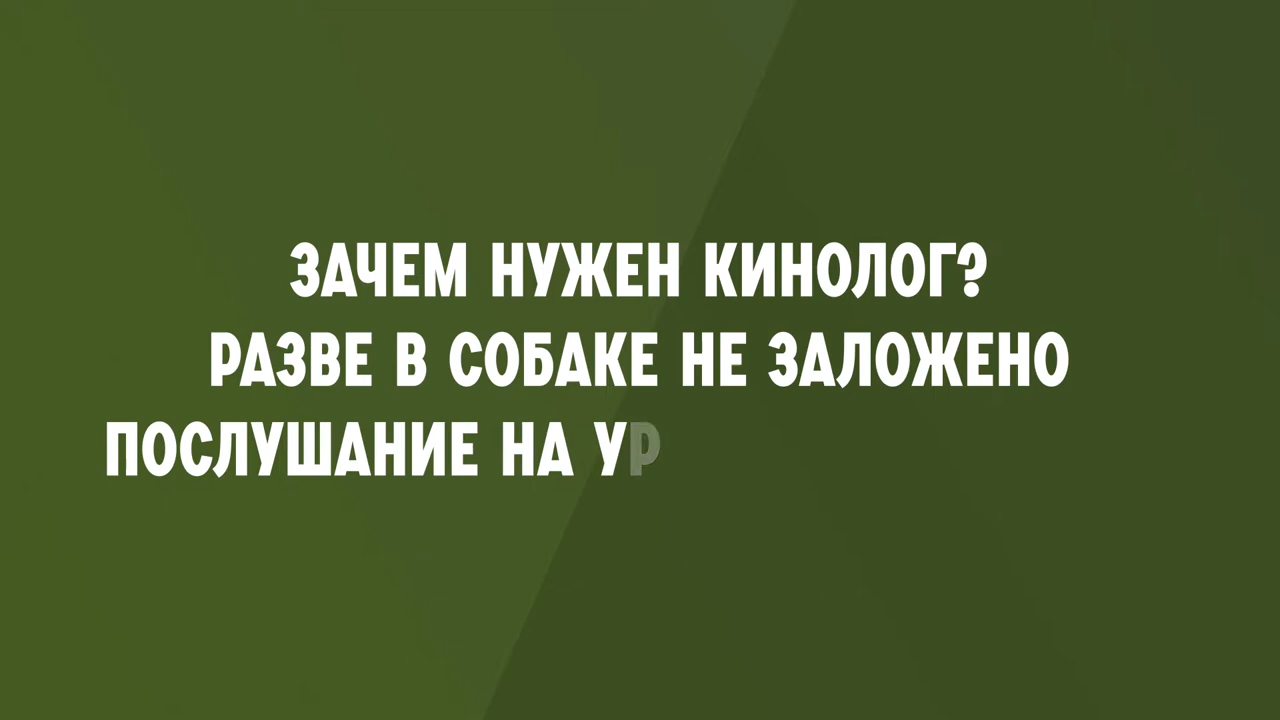 ЗАЧЕМ НУЖЕН КИНОЛОГ?
РАЗВЕ В СОБАКЕ НЕ ЗАЛОЖЕНО
ПОСЛУШАНИЕ НА УР